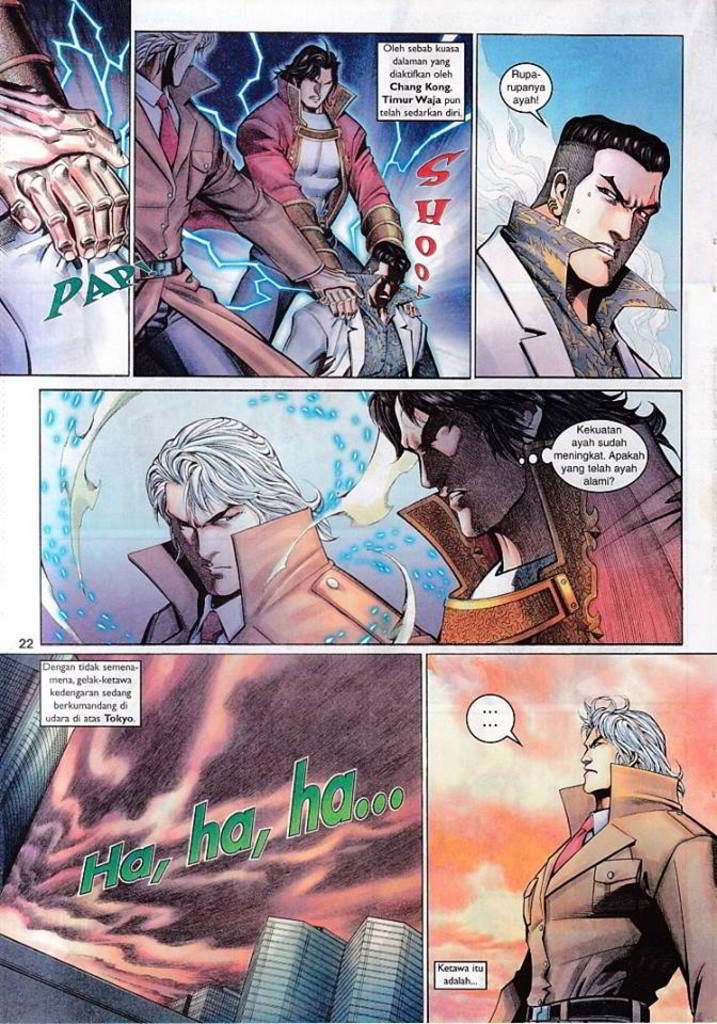 PAP!
Oleh sebab kuasa
dalaman yang
diaktifkan oleh
Chang Kong,
Timur Waja pun
telah sedarkan diri.
SHOO!
Rupa-
rupanya
ayah!
Kekuatan
ayah sudah
meningkat. Apakah
yang telah ayah
alami?
22
Dengan tidak semena-
mena, gelak-ketawa
kedengaran sedang
berkumandang di
udara di atas Tokyo.
Ha, ha, ha...
...
...
Ketawa itu
adalah...